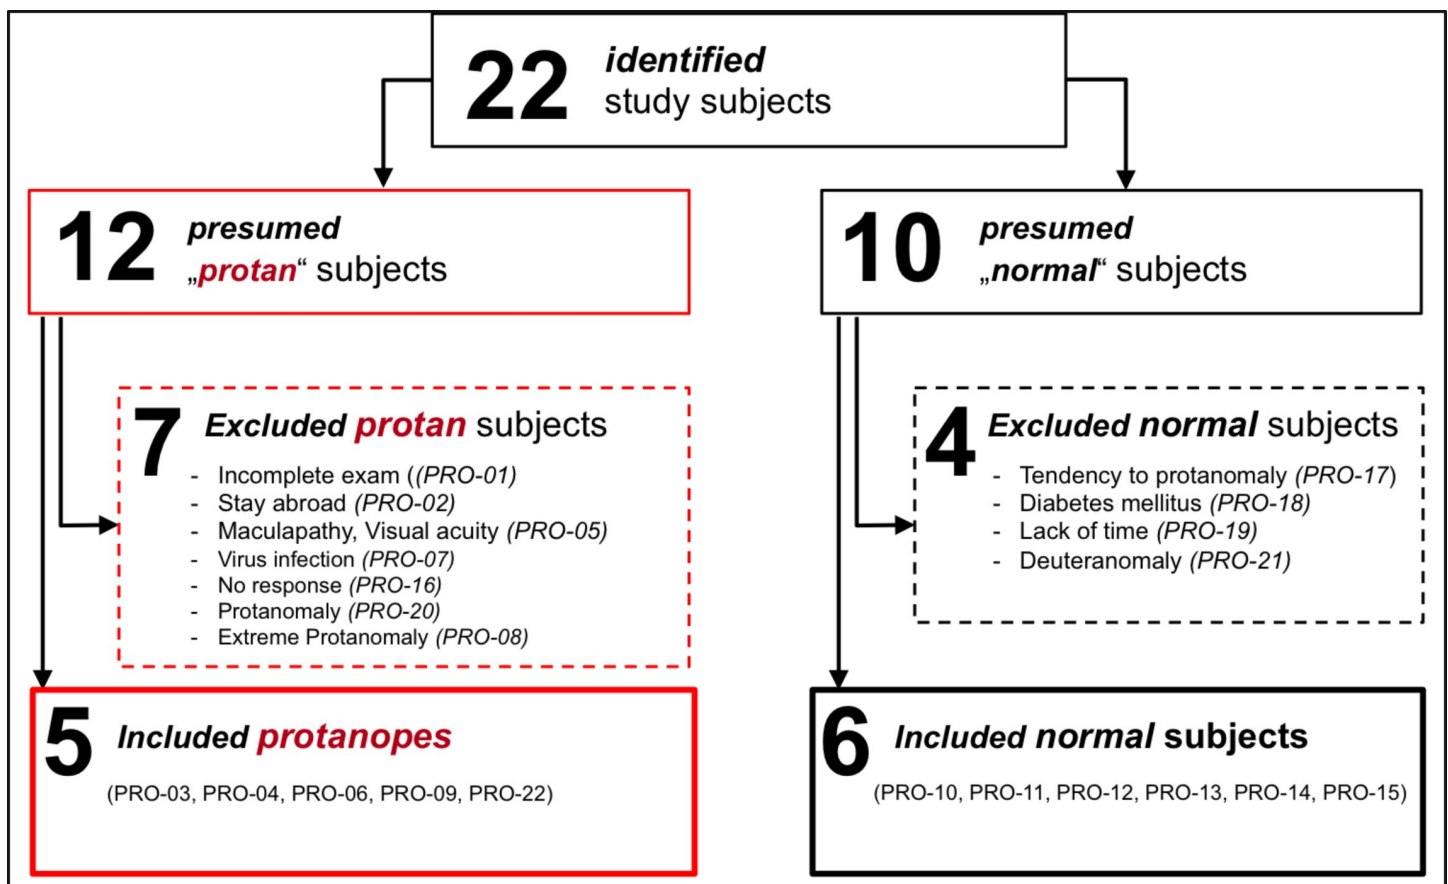 22 identified
study subjects
12 presumed
„protan“ subjects
10 presumed
„normal“ subjects
7 Excluded protan subjects
- Incomplete exam ((PRO-01)
- Stay abroad (PRO-02)
- Maculapathy, Visual acuity (PRO-05)
- Virus infection (PRO-07)
- No response (PRO-16)
- Protanomaly (PRO-20)
- Extreme Protanomaly (PRO-08)
4 Excluded normal subjects
- Tendency to protanomaly (PRO-17)
- Diabetes mellitus (PRO-18)
- Lack of time (PRO-19)
- Deuteranomaly (PRO-21)
5 Included protanopes
(PRO-03, PRO-04, PRO-06, PRO-09, PRO-22)
6 Included normal subjects
(PRO-10, PRO-11, PRO-12, PRO-13, PRO-14, PRO-15)